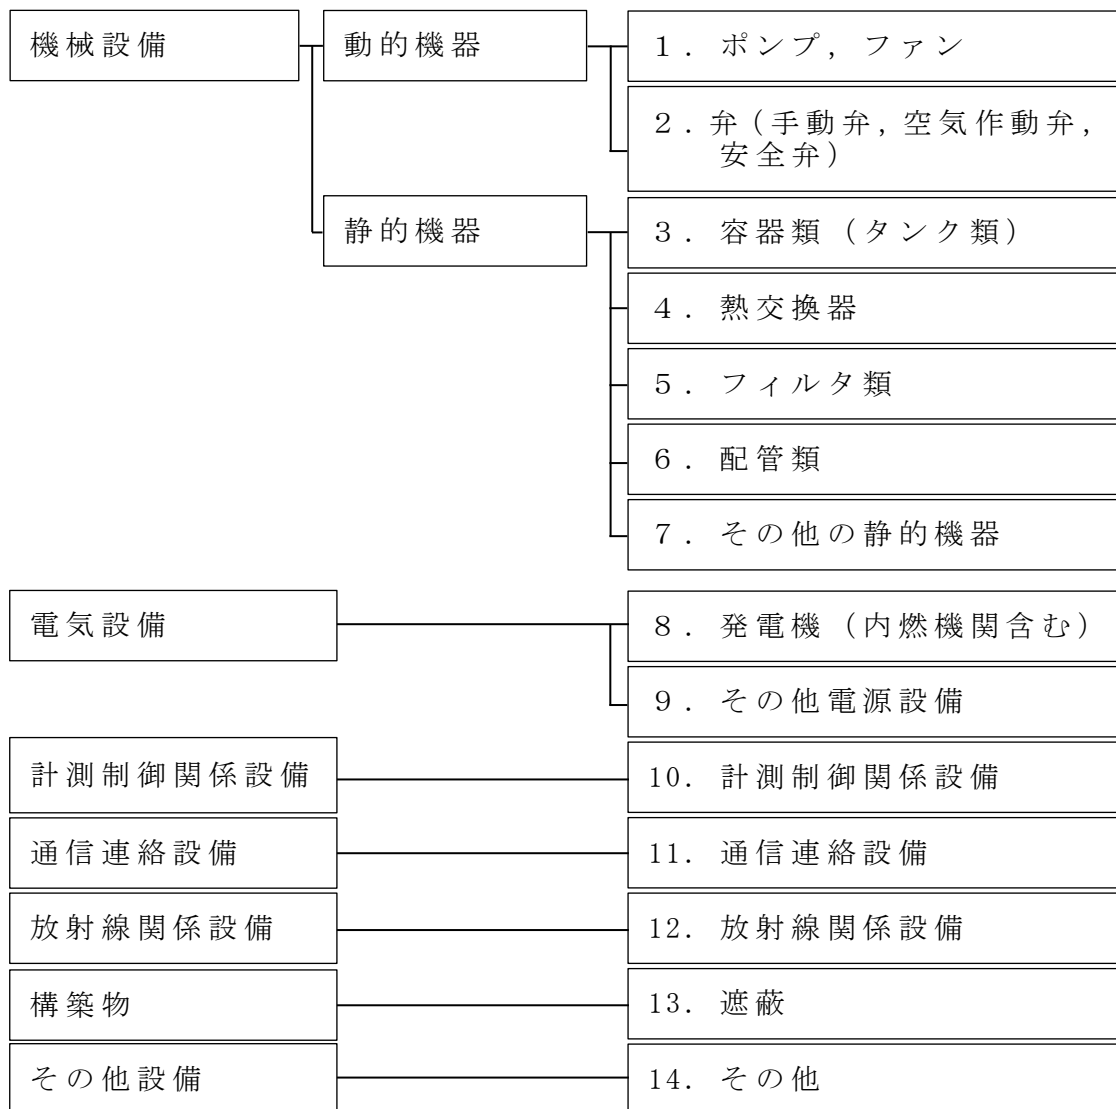 機械設備
動的機器
１．ポンプ，ファン
２．弁（手動弁，空気作動弁，
安全弁）
静的機器
３．容器類（タンク類）
４．熱交換器
５．フィルタ類
６．配管類
７．その他の静的機器
電気設備
８．発電機（内燃機関含む）
９．その他電源設備
計測制御関係設備
10．計測制御関係設備
通信連絡設備
11．通信連絡設備
放射線関係設備
12．放射線関係設備
構築物
13．遮蔽
その他設備
14．その他